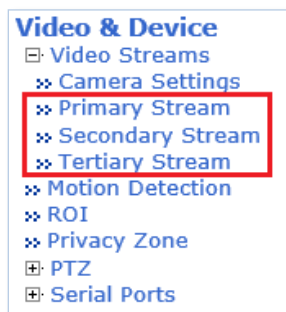 Video & Device
Video Streams
Camera Settings
Primary Stream
Secondary Stream
Tertiary Stream
Motion Detection
ROI
Privacy Zone
PTZ
Serial Ports